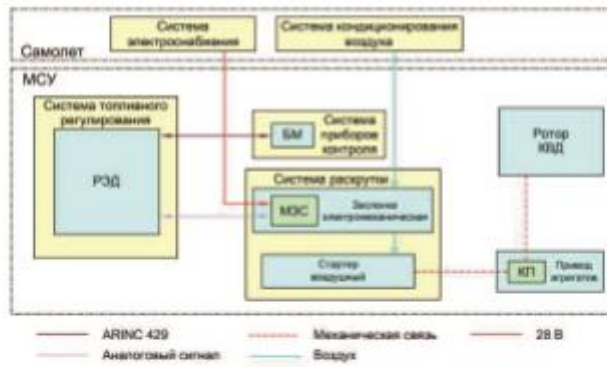 Система
электроснабжения
Система кондиционирования
воздуха
Самолет
МСУ
Система топливного
регулирования
РЭД
БМ
Система
приборов
контроля
Ротор
КВД
Система раскрутки
МЭС
Заслонка
электромеханическая
Стартер
воздушный
КП
Привод
агрегатов
ARINC 429
Механическая связь
28 В
Аналоговый сигнал
Воздух